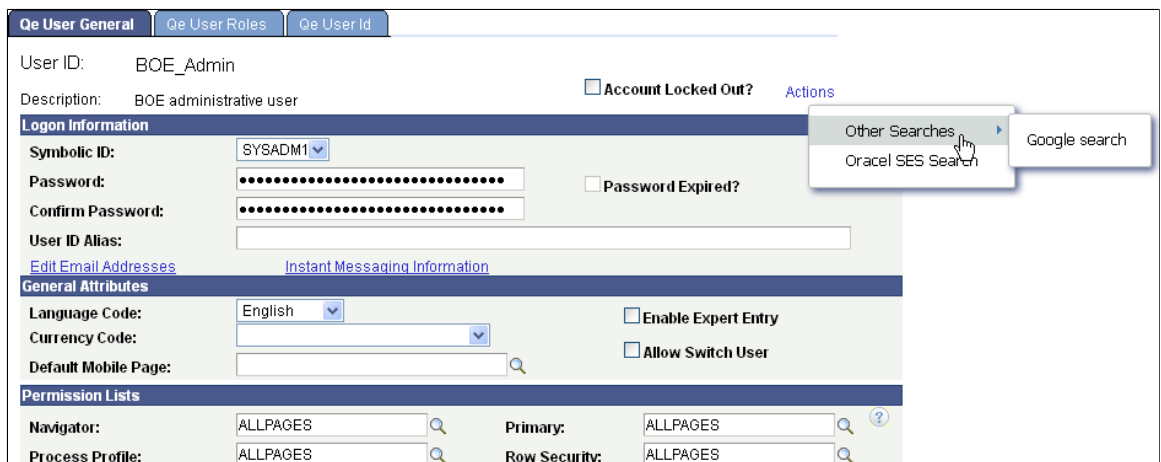 Qe User General Qe User Roles Qe User Id
User ID: BOE_Admin
Account Locked Out? Actions
Description: BOE administrative user
Logon Information
Other Searches Google search
Symbolic ID: SYSADM1
Oracel SES Search
Password: ●●●●●●●●●●●●●●●●●●●●●●●●●●●●●●●● Password Expired?
Confirm Password: ●●●●●●●●●●●●●●●●●●●●●●●●●●●●●●●●
User ID Alias:
Edit Email Addresses Instant Messaging Information
General Attributes
Language Code: English Enable Expert Entry
Currency Code:
Allow Switch User
Default Mobile Page:
Permission Lists
?
Navigator: ALLPAGES Primary: ALLPAGES
Process Profile: ALLPAGES Row Security: ALLPAGES